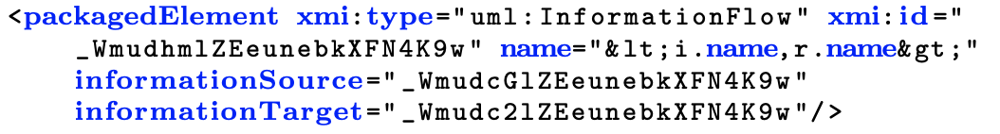 <packagedElement xmi:type="uml:InformationFlow" xmi:id="
_WmudhmlZEeunebkXFN4K9w" name="&lt;i.name,r.name&gt;"
informationSource="_WmudcGlZEeunebkXFN4K9w"
informationTarget="_Wmudc2lZEeunebkXFN4K9w"/>